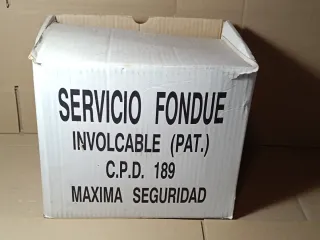 SERVICIO FONDUE
INVOLCABLE (PAT.)
C.P.D. 189
MAXIMA SEGURIDAD